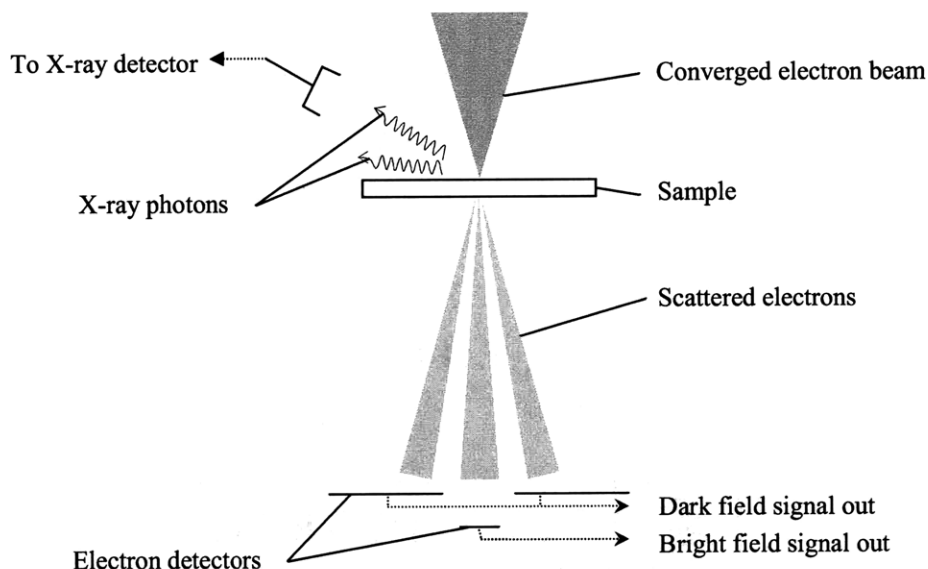 To X-ray detector
Converged electron beam
X-ray photons
Sample
Scattered electrons
Dark field signal out
Bright field signal out
Electron detectors